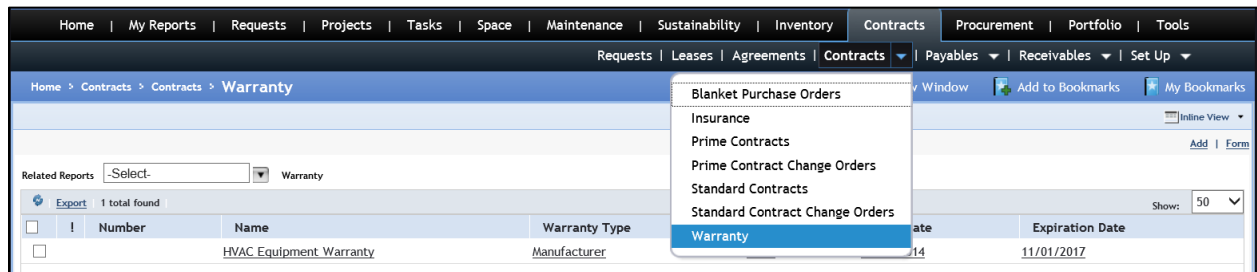 Home | My Reports | Requests | Projects | Tasks | Space | Maintenance | Sustainability | Inventory Contracts Procurement | Portfolio | Tools
Requests | Leases | Agreements | Contracts | Payables | Receivables | Set Up
Home > Contracts > Contracts > Warranty Window Add to Bookmarks My Bookmarks
Blanket Purchase Orders
Insurance
Prime Contracts
Prime Contract Change Orders
Standard Contracts
Standard Contract Change Orders
Warranty
Inline View
Add | Form
Related Reports -Select- Warranty
Export 1 total found Show: 50
! Number Name Warranty Type ate Expiration Date
HVAC Equipment Warranty Manufacturer 14 11/01/2017